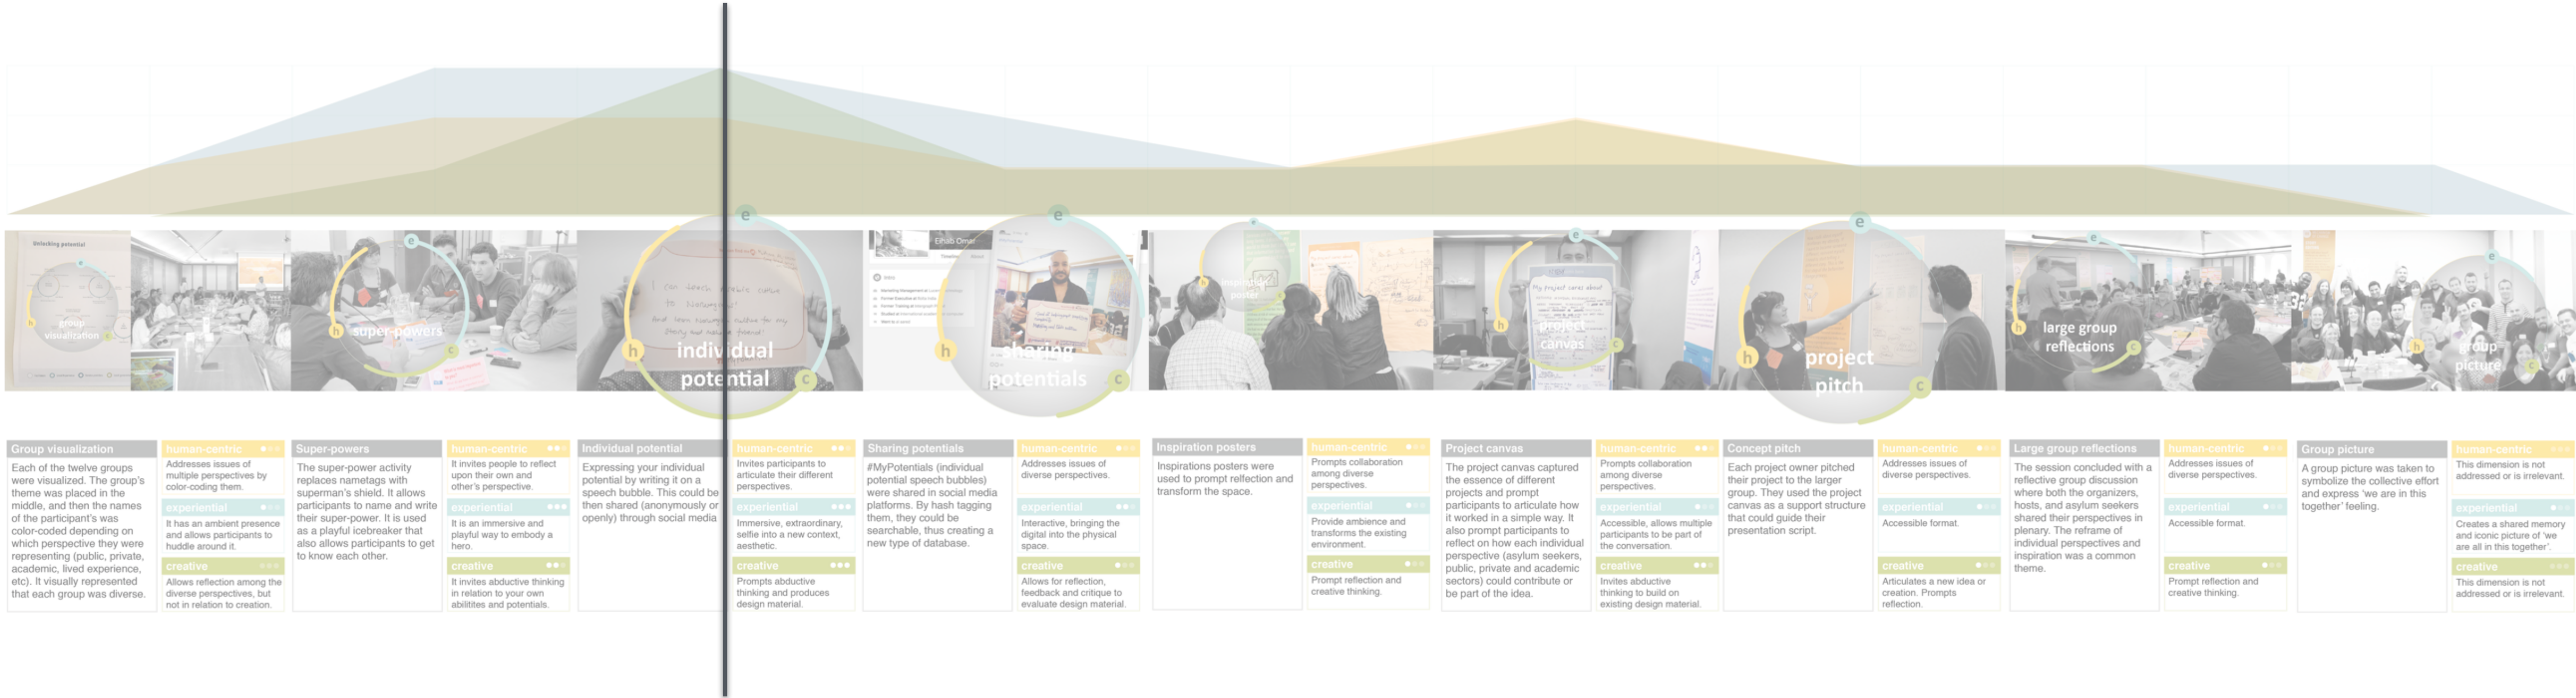 Unlocking potential
e
h
group
visualization
c
e
h
super-powers
c
e
I can teach
to Norwegian!
h
individual
potential
c
Timeline
About
Intro
e
h
sharing
potentials
c
e
h
inspiration
poster
c
e
My project cares about
h
project
canvas
c
e
h
project
pitch
c
e
h
large group
reflections
c
e
h
group
picture
c
Group visualization
Each of the twelve groups
were visualized. The group's
theme was placed in the
middle, and then the names
of the participant's was
color-coded depending on
which perspective they were
representing (public, private,
academic, lived experience,
etc). It visually represented
that each group was diverse.
human-centric
Addresses issues of
multiple perspectives by
color-coding them.
experiential
It has an ambient presence
and allows participants to
huddle around it.
creative
Allows reflection among the
diverse perspectives, but
not in relation to creation.
Super-powers
The super-power activity
replaces nametags with
superman's shield. It allows
participants to name and write
their super-power. It is used
as a playful icebreaker that
also allows participants to get
to know each other.
human-centric
It invites people to reflect
upon their own and
other's perspective.
experiential
It is an immersive and
playful way to embody a
hero.
creative
It invites abductive thinking
in relation to your own
abilitites and potentials.
Individual potential
Expressing your individual
potential by writing it on a
speech bubble. This could be
then shared (anonymously or
openly) through social media
human-centric
Invites participants to
articulate their different
perspectives.
experiential
Immersive, extraordinary,
selfie into a new context,
aesthetic.
creative
Prompts abductive
thinking and produces
design material.
Sharing potentials
#MyPotentials (individual
potential speech bubbles)
were shared in social media
platforms. By hash tagging
them, they could be
searchable, thus creating a
new type of database.
human-centric
Addresses issues of
diverse perspectives.
experiential
Interactive, bringing the
digital into the physical
space.
creative
Allows for reflection,
feedback and critique to
evaluate design material.
Inspiration posters
Inspirations posters were
used to prompt relfection and
transform the space.
human-centric
Prompts collaboration
among diverse
perspectives.
experiential
Provide ambience and
transforms the existing
environment.
creative
Prompt reflection and
creative thinking.
Project canvas
The project canvas captured
the essence of different
projects and prompt
participants to articulate how
it worked in a simple way. It
also prompt participants to
reflect on how each individual
perspective (asylum seekers,
public, private and academic
sectors) could contribute or
be part of the idea.
human-centric
Prompts collaboration
among diverse
perspectives.
experiential
Accessible, allows multiple
participants to be part of
the conversation.
creative
Invites abductive
thinking to build on
existing design material.
Concept pitch
Each project owner pitched
their project to the larger
group. They used the project
canvas as a support structure
that could guide their
presentation script.
human-centric
Addresses issues of
diverse perspectives.
experiential
Accessible format.
creative
Articulates a new idea or
creation. Prompts
reflection.
Large group reflections
The session concluded with a
reflective group discussion
where both the organizers,
hosts, and asylum seekers
shared their perspectives in
plenary. The reframe of
individual perspectives and
inspiration was a common
theme.
human-centric
Addresses issues of
diverse perspectives.
experiential
Accessible format.
creative
Prompt reflection and
creative thinking.
Group picture
A group picture was taken to
symbolize the collective effort
and express 'we are in this
together' feeling.
human-centric
This dimension is not
addressed or is irrelevant.
experiential
Creates a shared memory
and iconic picture of 'we
are all in this together'.
creative
This dimension is not
addressed or is irrelevant.